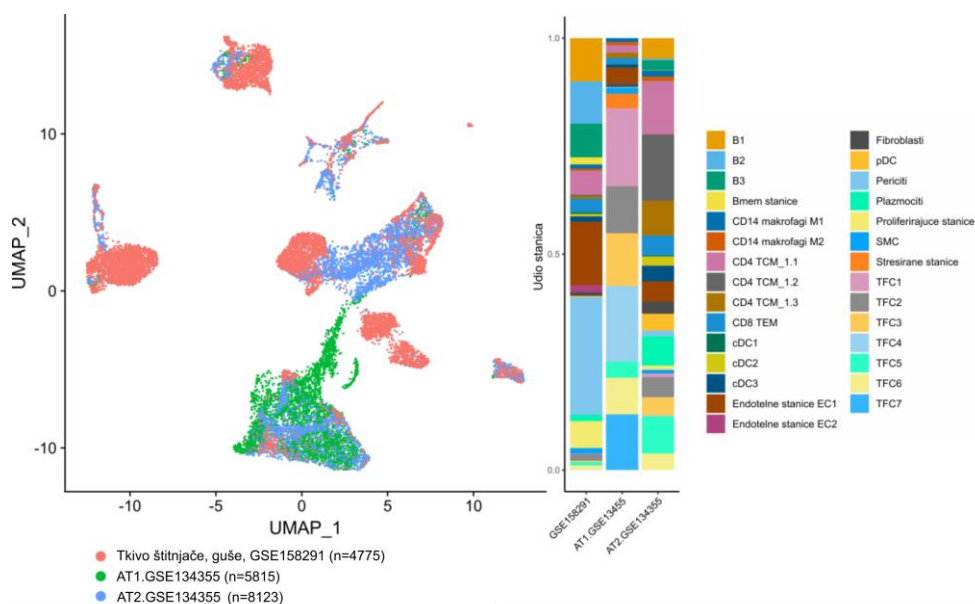 10
0
-10
UMAP_2
-10
-5
0
5
10
UMAP_1
Tkivo štitnjače, guše, GSE158291 (n=4775)
AT1.GSE134355 (n=5815)
AT2.GSE134355 (n=8123)
1.0
0.5
0.0
Udio stanica
GSE158291
AT1.GSE13455
AT2.GSE134355
B1
B2
B3
Bmem stanice
CD14 makrofagi M1
CD14 makrofagi M2
CD4 TCM_1.1
CD4 TCM_1.2
CD4 TCM_1.3
CD8 TEM
cDC1
cDC2
cDC3
Endotelne stanice EC1
Endotelne stanice EC2
Fibroblasti
pDC
Periciti
Plazmociti
Proliferirajuce stanice
SMC
Stresirane stanice
TFC1
TFC2
TFC3
TFC4
TFC5
TFC6
TFC7